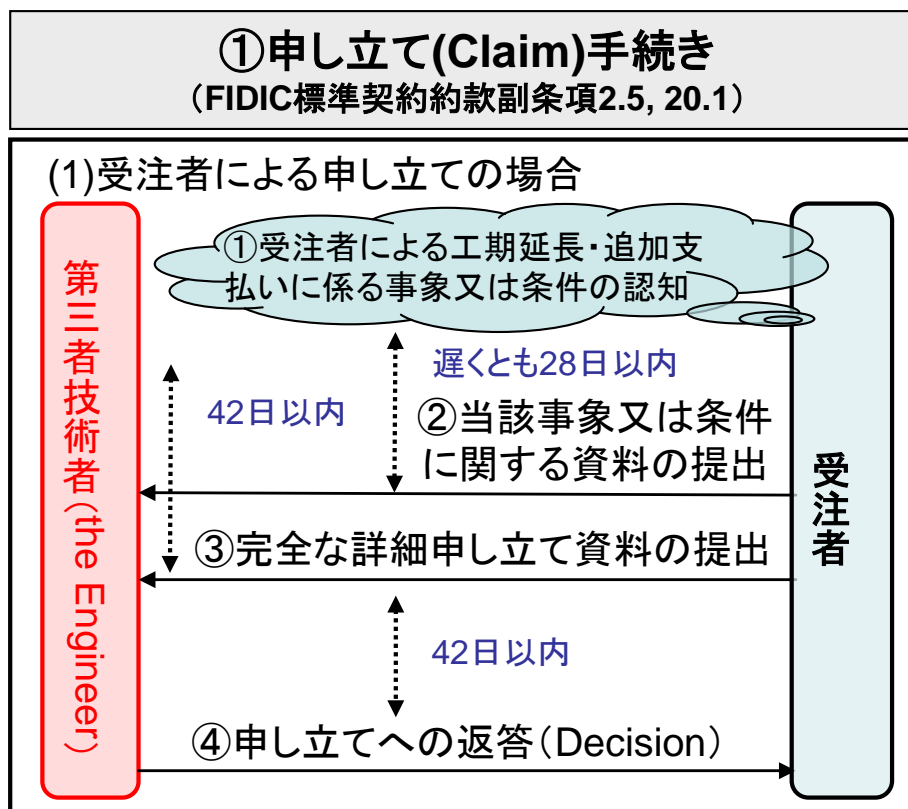 ①申し立て(Claim)手続き
（FIDIC標準契約約款副条項2.5, 20.1）
(1)受注者による申し立ての場合
①受注者による工期延長・追加支
払いに係る事象又は条件の認知
第三者技術者（the Engineer）
遅くとも28日以内
42日以内
②当該事象又は条件
に関する資料の提出
受注者
③完全な詳細申し立て資料の提出
42日以内
④申し立てへの返答（Decision）